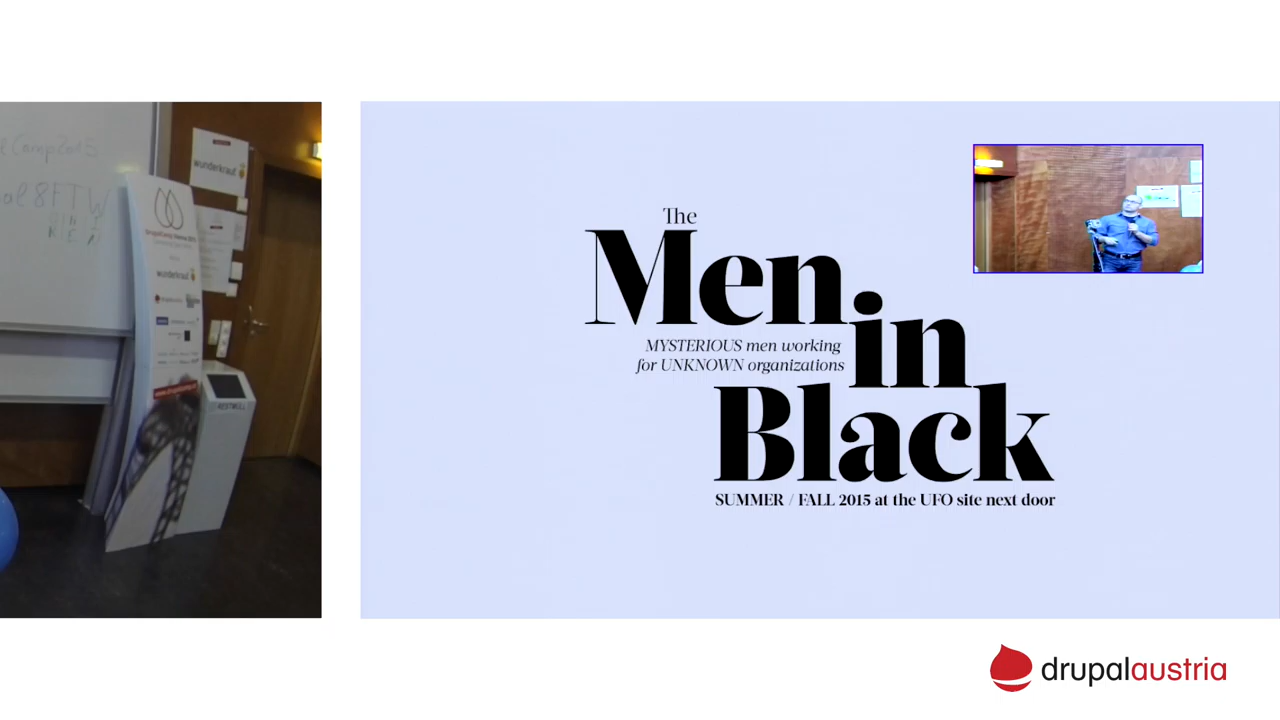 wunderkraut
wunderkraut
The
Men
in
MYSTERIOUS men working
for UNKNOWN organizations
Black
SUMMER / FALL 2015 at the UFO site next door
drupalaustria